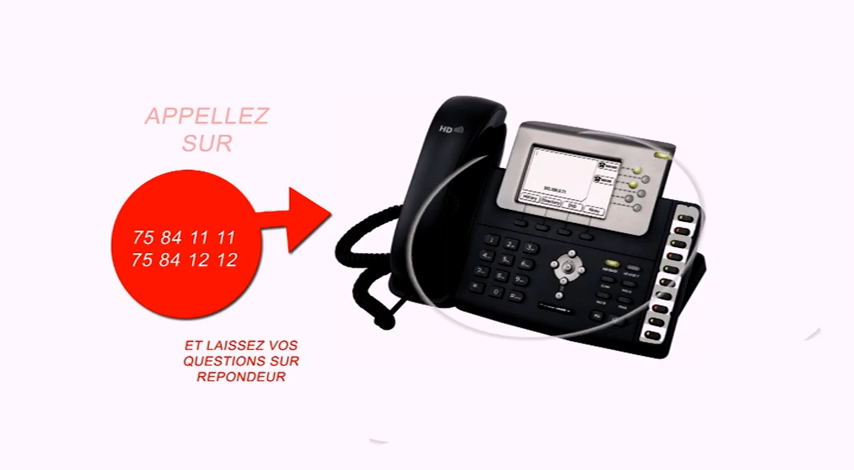 APPELLEZ
SUR
75 84 11 11
75 84 12 12
ET LAISSEZ VOS
QUESTIONS SUR
REPONDEUR
HD